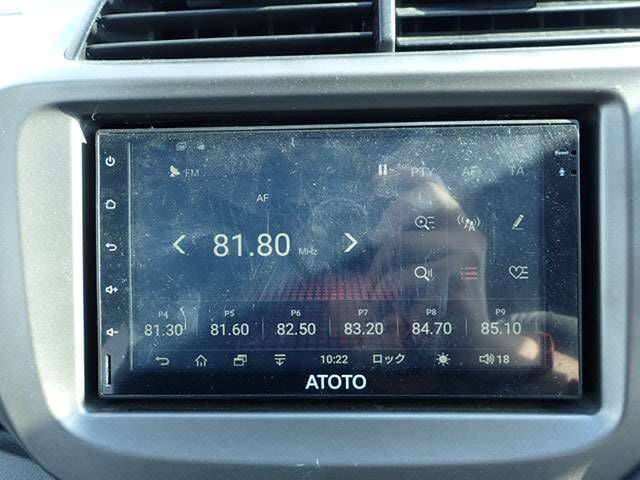 FM
PTY AF TA
AF
81.80 MHz
P4 P5 P6 P7 P8 P9
81.30 81.60 82.50 83.20 84.70 85.10
10:22 ロック 18
ATOTO